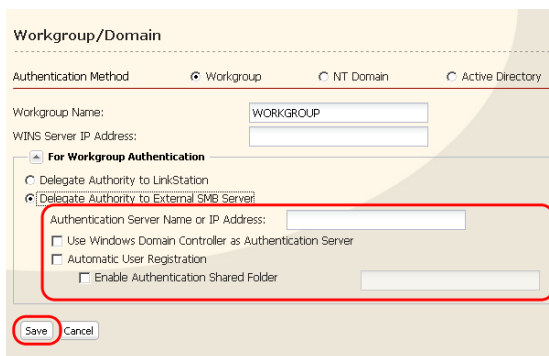 Workgroup/Domain
Authentication Method Workgroup NT Domain Active Directory
Workgroup Name: WORKGROUP
WINS Server IP Address:
For Workgroup Authentication
Delegate Authority to LinkStation
Delegate Authority to External SMB Server
Authentication Server Name or IP Address:
Use Windows Domain Controller as Authentication Server
Automatic User Registration
Enable Authentication Shared Folder
Save Cancel